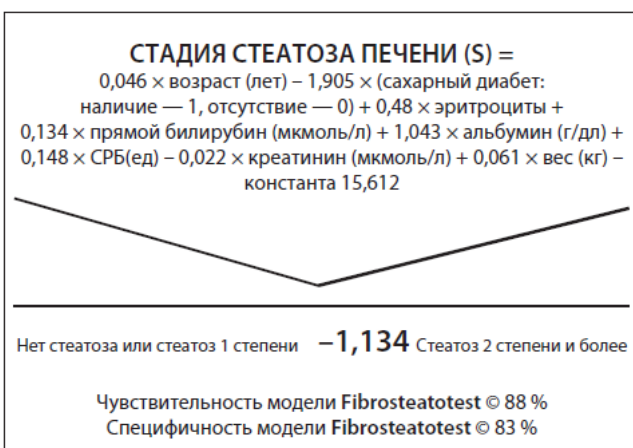 СТАДИЯ СТЕАТОЗА ПЕЧЕНИ (S) =
0,046 × возраст (лет) – 1,905 × (сахарный диабет:
наличие — 1, отсутствие — 0) + 0,48 × эритроциты +
0,134 × прямой билирубин (мкмоль/л) + 1,043 × альбумин (г/дл) +
0,148 × СРБ(ед) – 0,022 × креатинин (мкмоль/л) + 0,061 × вес (кг) –
константа 15,612
Нет стеатоза или стеатоз 1 степени –1,134 Стеатоз 2 степени и более
Чувствительность модели Fibrosteatotest © 88 %
Специфичность модели Fibrosteatotest © 83 %